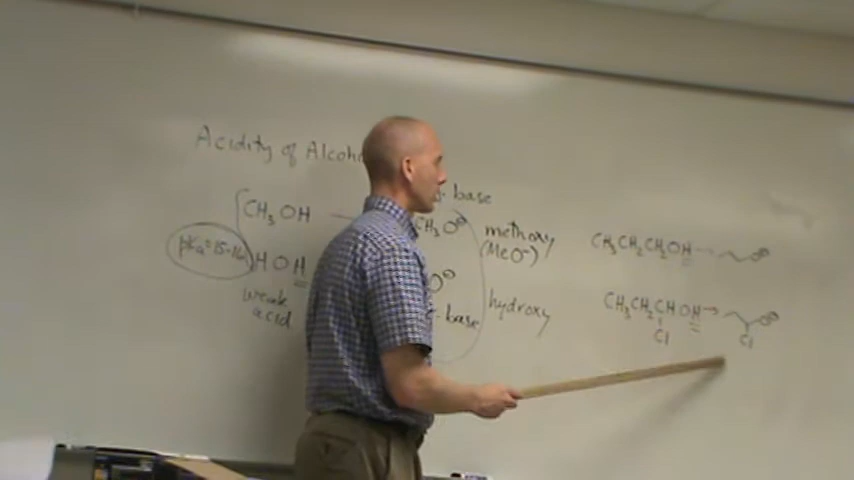 Acidity of Alcoho
base
CH3OH → CH3O⊖
methoxy
(MeO⊖)
pKa=15-16
HOH
O⊖
hydroxy
weak
acid
-base
CH3CH2CH2OH → O⊖
CH3CH2CHOH → O⊖
Cl
Cl